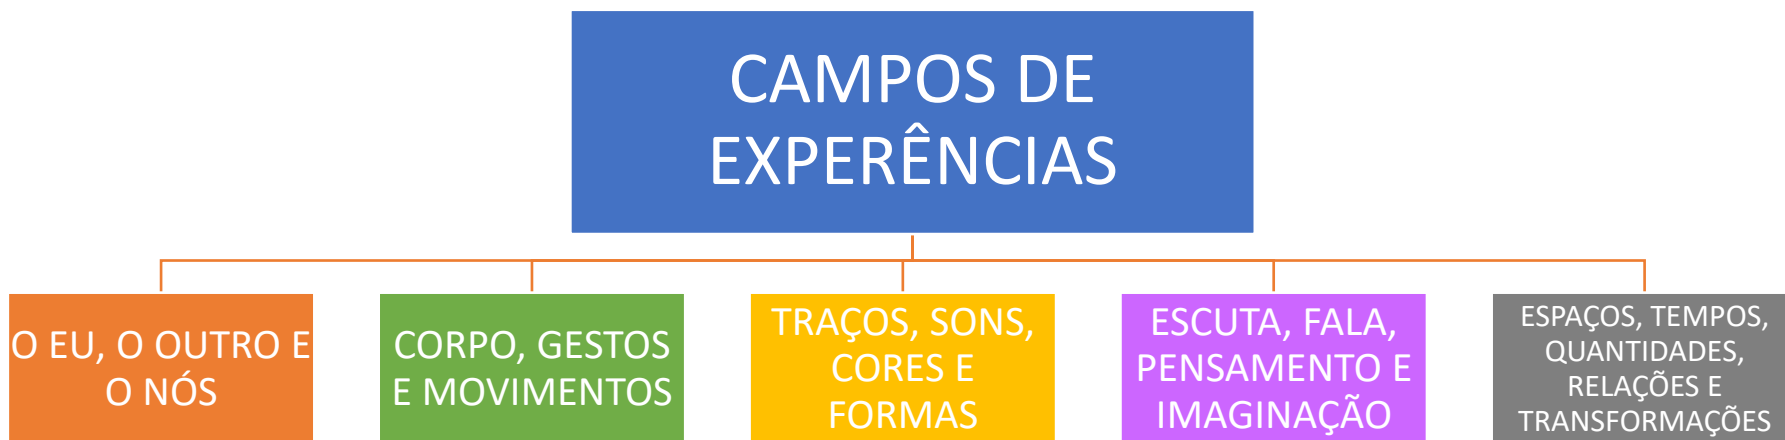 CAMPOS DE
EXPERÊNCIAS
O EU, O OUTRO E
O NÓS
CORPO, GESTOS
E MOVIMENTOS
TRAÇOS, SONS,
CORES E
FORMAS
ESCUTA, FALA,
PENSAMENTO E
IMAGINAÇÃO
ESPAÇOS, TEMPOS,
QUANTIDADES,
RELAÇÕES E
TRANSFORMAÇÕES